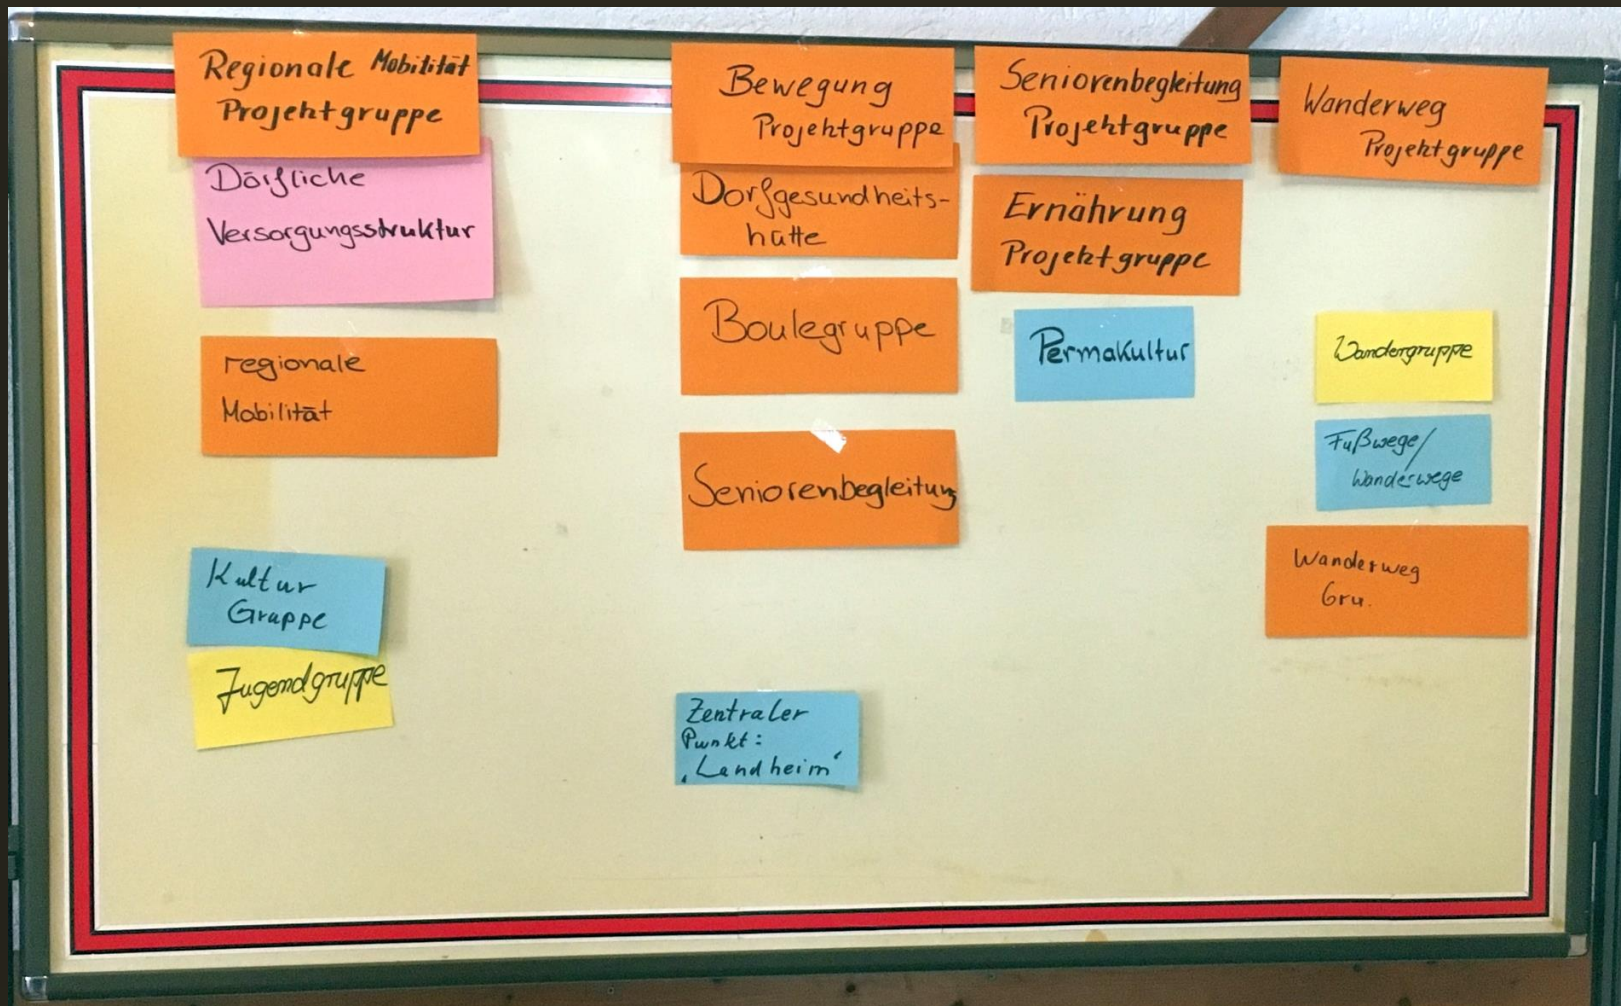 Regionale Mobilität
Projektgruppe
Dörfliche
Versorgungsstruktur
regionale
Mobilität
Kultur
Gruppe
Jugendgruppe
Bewegung
Projektgruppe
Dorfgesundheits-
hütte
Boulegruppe
Seniorenbegleitung
Zentraler
Punkt:
"Landheim"
Seniorenbegleitung
Projektgruppe
Ernährung
Projektgruppe
Permakultur
Wanderweg
Projektgruppe
Wandergruppe
Fußwege/
Wanderwege
Wanderweg
Gru.